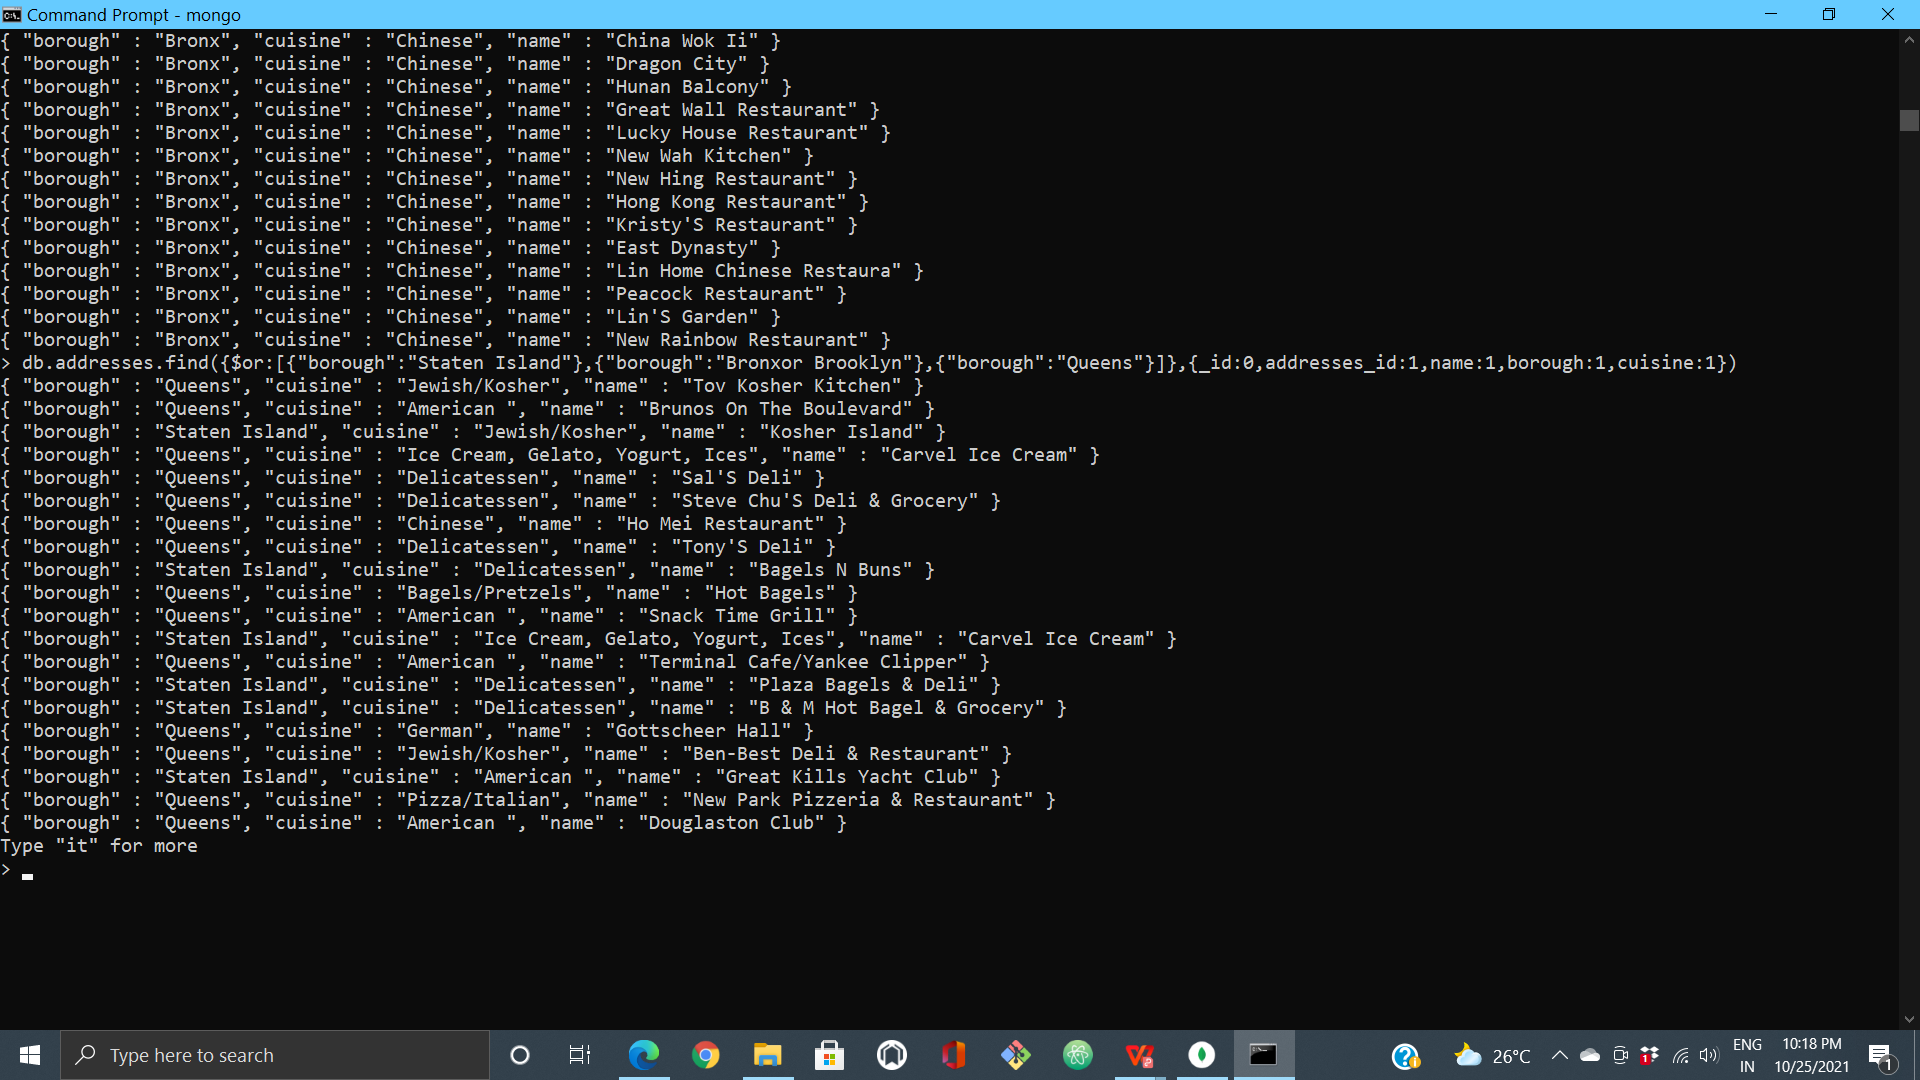 Command Prompt - mongo
{ "borough" : "Bronx", "cuisine" : "Chinese", "name" : "China Wok Ii" }
{ "borough" : "Bronx", "cuisine" : "Chinese", "name" : "Dragon City" }
{ "borough" : "Bronx", "cuisine" : "Chinese", "name" : "Hunan Balcony" }
{ "borough" : "Bronx", "cuisine" : "Chinese", "name" : "Great Wall Restaurant" }
{ "borough" : "Bronx", "cuisine" : "Chinese", "name" : "Lucky House Restaurant" }
{ "borough" : "Bronx", "cuisine" : "Chinese", "name" : "New Wah Kitchen" }
{ "borough" : "Bronx", "cuisine" : "Chinese", "name" : "New Hing Restaurant" }
{ "borough" : "Bronx", "cuisine" : "Chinese", "name" : "Hong Kong Restaurant" }
{ "borough" : "Bronx", "cuisine" : "Chinese", "name" : "Kristy'S Restaurant" }
{ "borough" : "Bronx", "cuisine" : "Chinese", "name" : "East Dynasty" }
{ "borough" : "Bronx", "cuisine" : "Chinese", "name" : "Lin Home Chinese Restaura" }
{ "borough" : "Bronx", "cuisine" : "Chinese", "name" : "Peacock Restaurant" }
{ "borough" : "Bronx", "cuisine" : "Chinese", "name" : "Lin'S Garden" }
{ "borough" : "Bronx", "cuisine" : "Chinese", "name" : "New Rainbow Restaurant" }
> db.addresses.find({$or:[{"borough":"Staten Island"},{"borough":"Bronxor Brooklyn"},{"borough":"Queens"}]},{_id:0,addresses_id:1,name:1,borough:1,cuisine:1})
{ "borough" : "Queens", "cuisine" : "Jewish/Kosher", "name" : "Tov Kosher Kitchen" }
{ "borough" : "Queens", "cuisine" : "American ", "name" : "Brunos On The Boulevard" }
{ "borough" : "Staten Island", "cuisine" : "Jewish/Kosher", "name" : "Kosher Island" }
{ "borough" : "Queens", "cuisine" : "Ice Cream, Gelato, Yogurt, Ices", "name" : "Carvel Ice Cream" }
{ "borough" : "Queens", "cuisine" : "Delicatessen", "name" : "Sal'S Deli" }
{ "borough" : "Queens", "cuisine" : "Delicatessen", "name" : "Steve Chu'S Deli & Grocery" }
{ "borough" : "Queens", "cuisine" : "Chinese", "name" : "Ho Mei Restaurant" }
{ "borough" : "Queens", "cuisine" : "Delicatessen", "name" : "Tony'S Deli" }
{ "borough" : "Staten Island", "cuisine" : "Delicatessen", "name" : "Bagels N Buns" }
{ "borough" : "Queens", "cuisine" : "Bagels/Pretzels", "name" : "Hot Bagels" }
{ "borough" : "Queens", "cuisine" : "American ", "name" : "Snack Time Grill" }
{ "borough" : "Staten Island", "cuisine" : "Ice Cream, Gelato, Yogurt, Ices", "name" : "Carvel Ice Cream" }
{ "borough" : "Queens", "cuisine" : "American ", "name" : "Terminal Cafe/Yankee Clipper" }
{ "borough" : "Staten Island", "cuisine" : "Delicatessen", "name" : "Plaza Bagels & Deli" }
{ "borough" : "Staten Island", "cuisine" : "Delicatessen", "name" : "B & M Hot Bagel & Grocery" }
{ "borough" : "Queens", "cuisine" : "German", "name" : "Gottscheer Hall" }
{ "borough" : "Queens", "cuisine" : "Jewish/Kosher", "name" : "Ben-Best Deli & Restaurant" }
{ "borough" : "Staten Island", "cuisine" : "American ", "name" : "Great Kills Yacht Club" }
{ "borough" : "Queens", "cuisine" : "Pizza/Italian", "name" : "New Park Pizzeria & Restaurant" }
{ "borough" : "Queens", "cuisine" : "American ", "name" : "Douglaston Club" }
Type "it" for more
>
Type here to search
26°C
ENG
IN
10:18 PM
10/25/2021
1